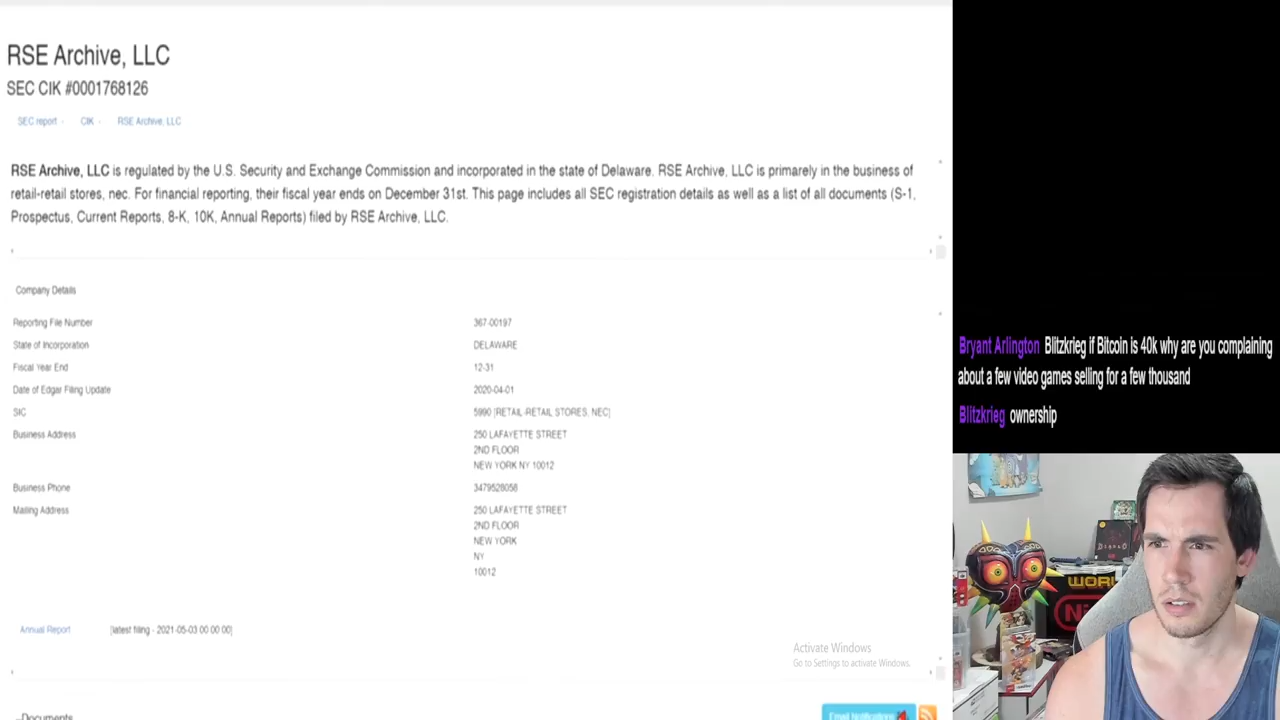 RSE Archive, LLC
SEC CIK #0001768126
SEC report · CIK · RSE Archive, LLC
RSE Archive, LLC is regulated by the U.S. Security and Exchange Commission and incorporated in the state of Delaware. RSE Archive, LLC is primarely in the business of
retail-retail stores, nec. For financial reporting, their fiscal year ends on December 31st. This page includes all SEC registration details as well as a list of all documents (S-1,
Prospectus, Current Reports, 8-K, 10K, Annual Reports) filed by RSE Archive, LLC.
Company Details
Reporting File Number 367-00197
State of Incorporation DELAWARE
Fiscal Year End 12-31
Date of Edgar Filing Update 2020-04-01
SIC 5990 [RETAIL-RETAIL STORES, NEC]
Business Address 250 LAFAYETTE STREET
2ND FLOOR
NEW YORK NY 10012
Business Phone 3479528058
Mailing Address 250 LAFAYETTE STREET
2ND FLOOR
NEW YORK
NY
10012
Annual Report [latest filing - 2021-05-03 00:00:00]
Activate Windows
Go to Settings to activate Windows.
Documents
Email Notifications
Bryant Arlington Blitzkrieg if Bitcoin is 40k why are you complaining
about a few video games selling for a few thousand
Blitzkrieg ownership
DIABLO
WORL
Ni